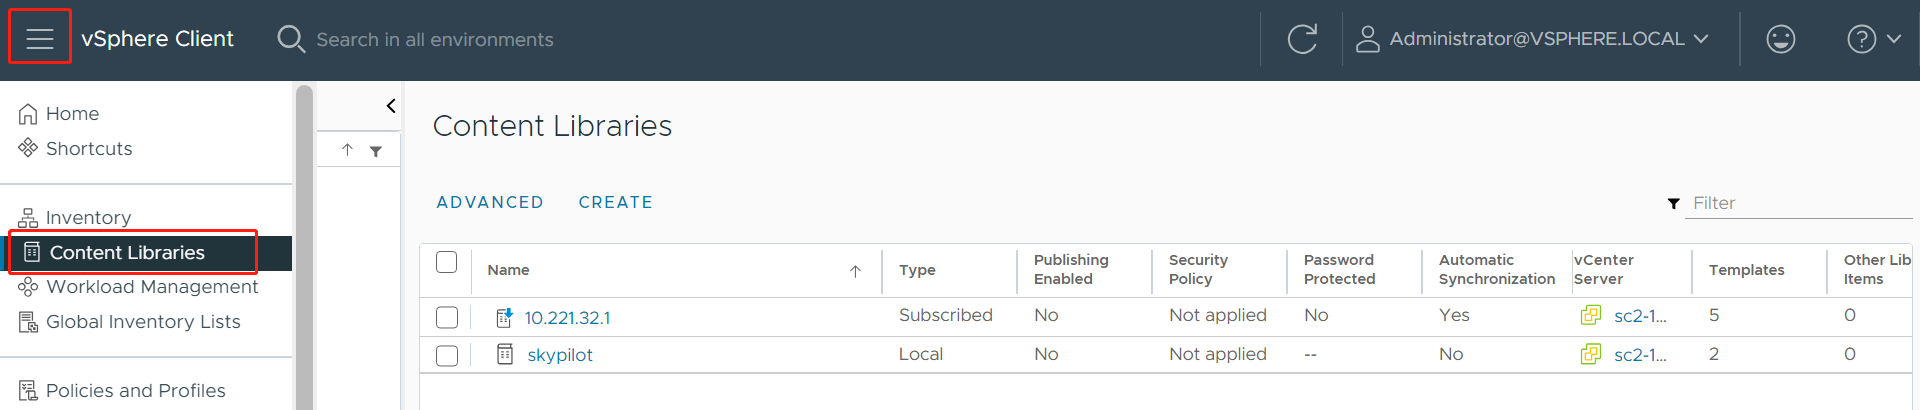 vSphere Client
Search in all environments
Administrator@VSPHERE.LOCAL
Home
Shortcuts
Inventory
Content Libraries
Workload Management
Global Inventory Lists
Policies and Profiles
Content Libraries
ADVANCED CREATE
Filter
Name Type Publishing Enabled Security Policy Password Protected Automatic Synchronization vCenter Server Templates Other Lib Items
10.221.32.1 Subscribed No Not applied No Yes sc2-1... 5 0
skypilot Local No Not applied -- No sc2-1... 2 0